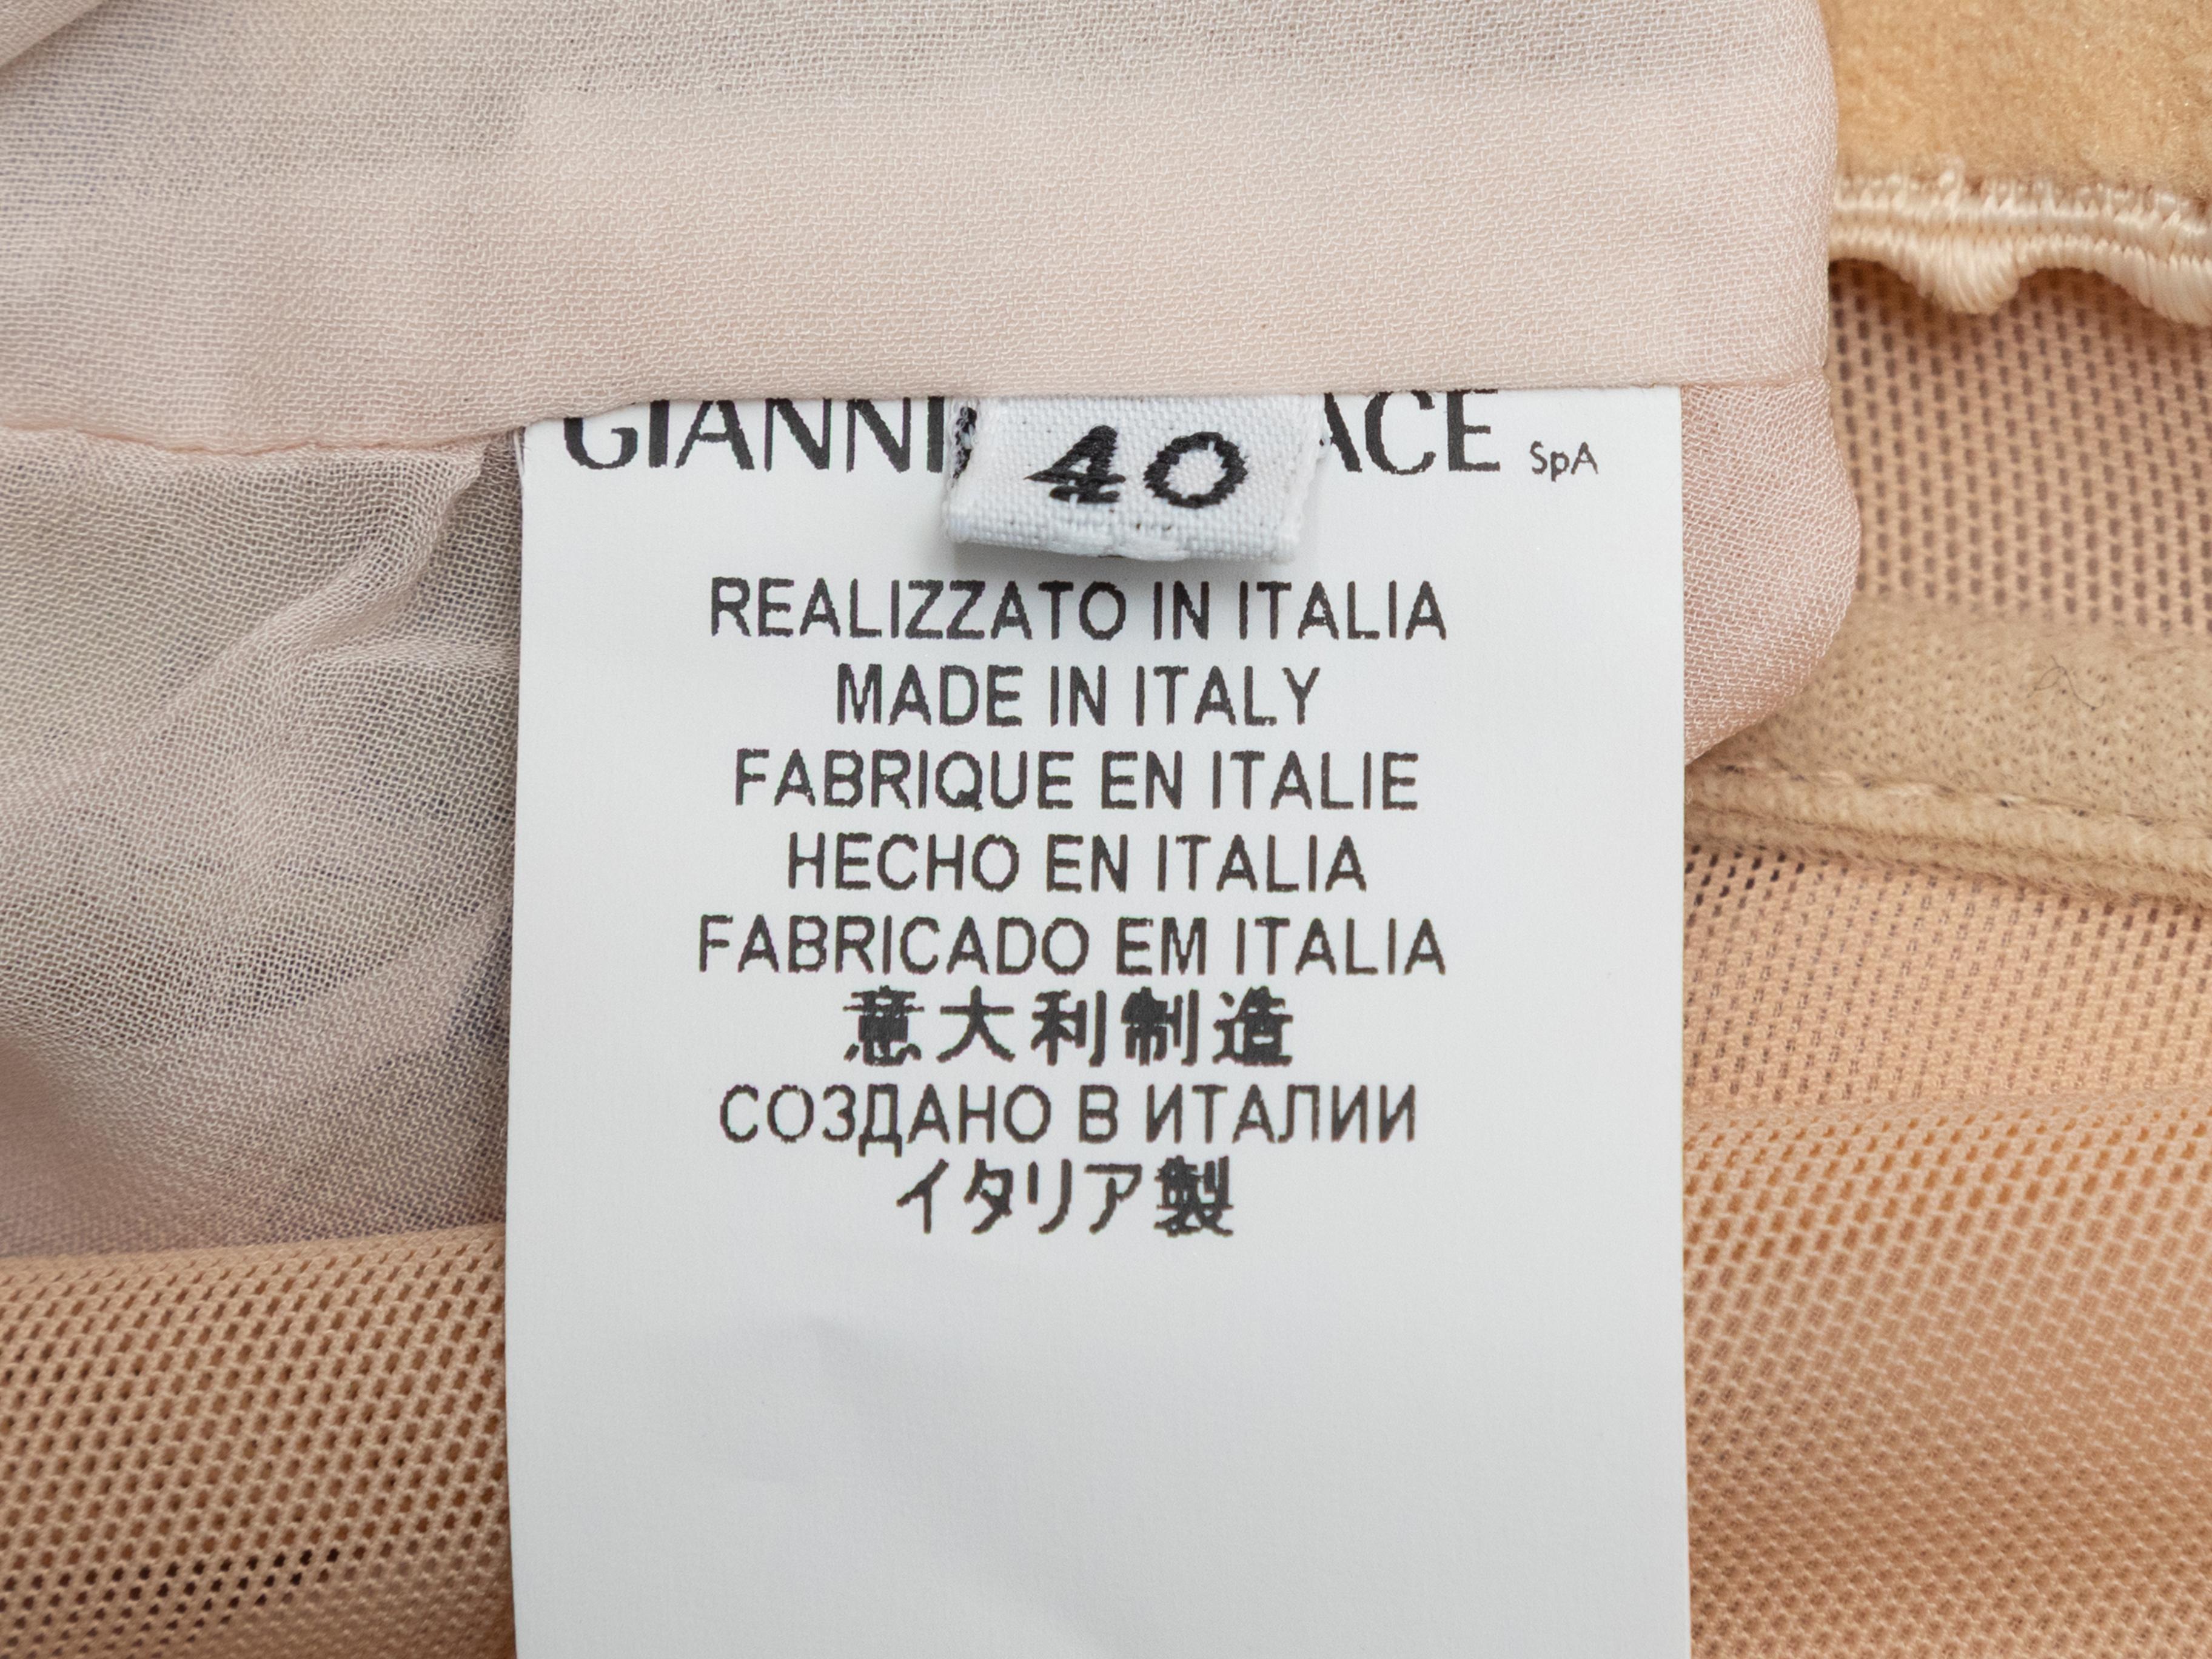 GIANNI ACE SpA
40
REALIZZATO IN ITALIA
MADE IN ITALY
FABRIQUE EN ITALIE
HECHO EN ITALIA
FABRICADO EM ITALIA
意大利制造
СОЗДАНО В ИТАЛИИ
イタリア製